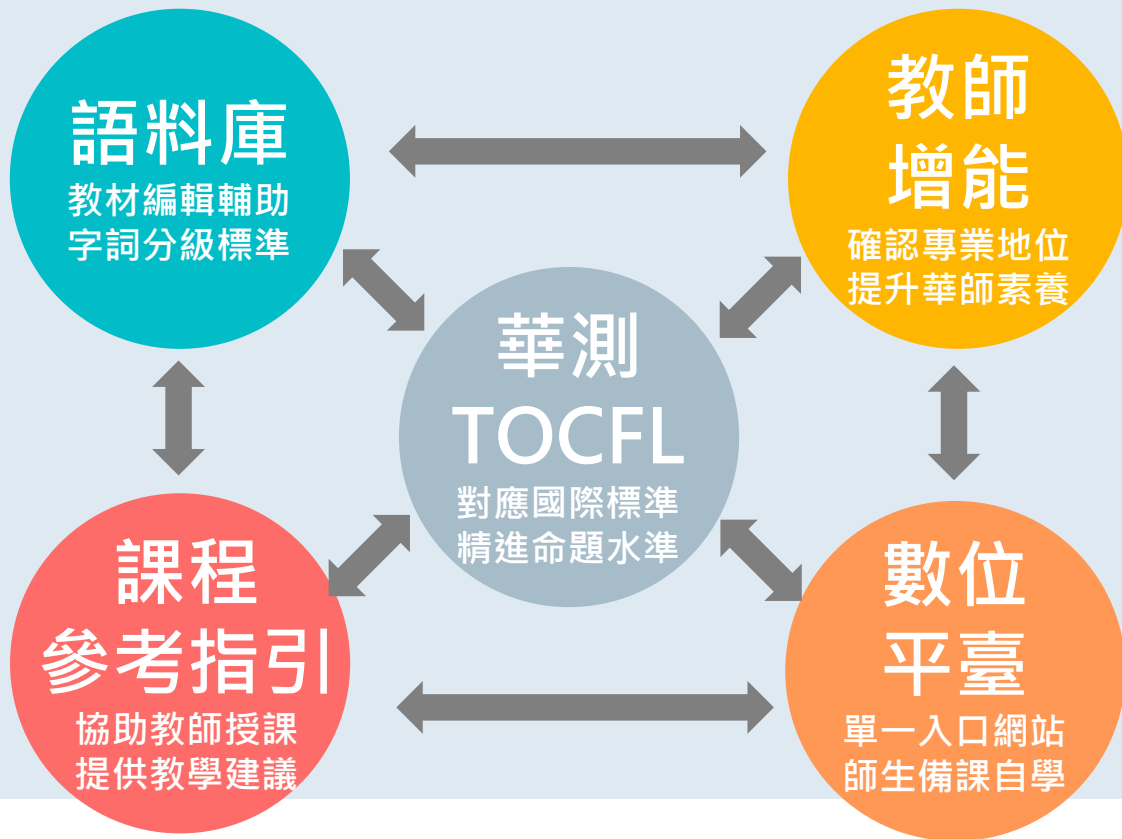 語料庫
教材編輯輔助
字詞分級標準
教師
增能
確認專業地位
提升華師素養
華測
TOCFL
對應國際標準
精進命題水準
課程
參考指引
協助教師授課
提供教學建議
數位
平臺
單一入口網站
師生備課自學